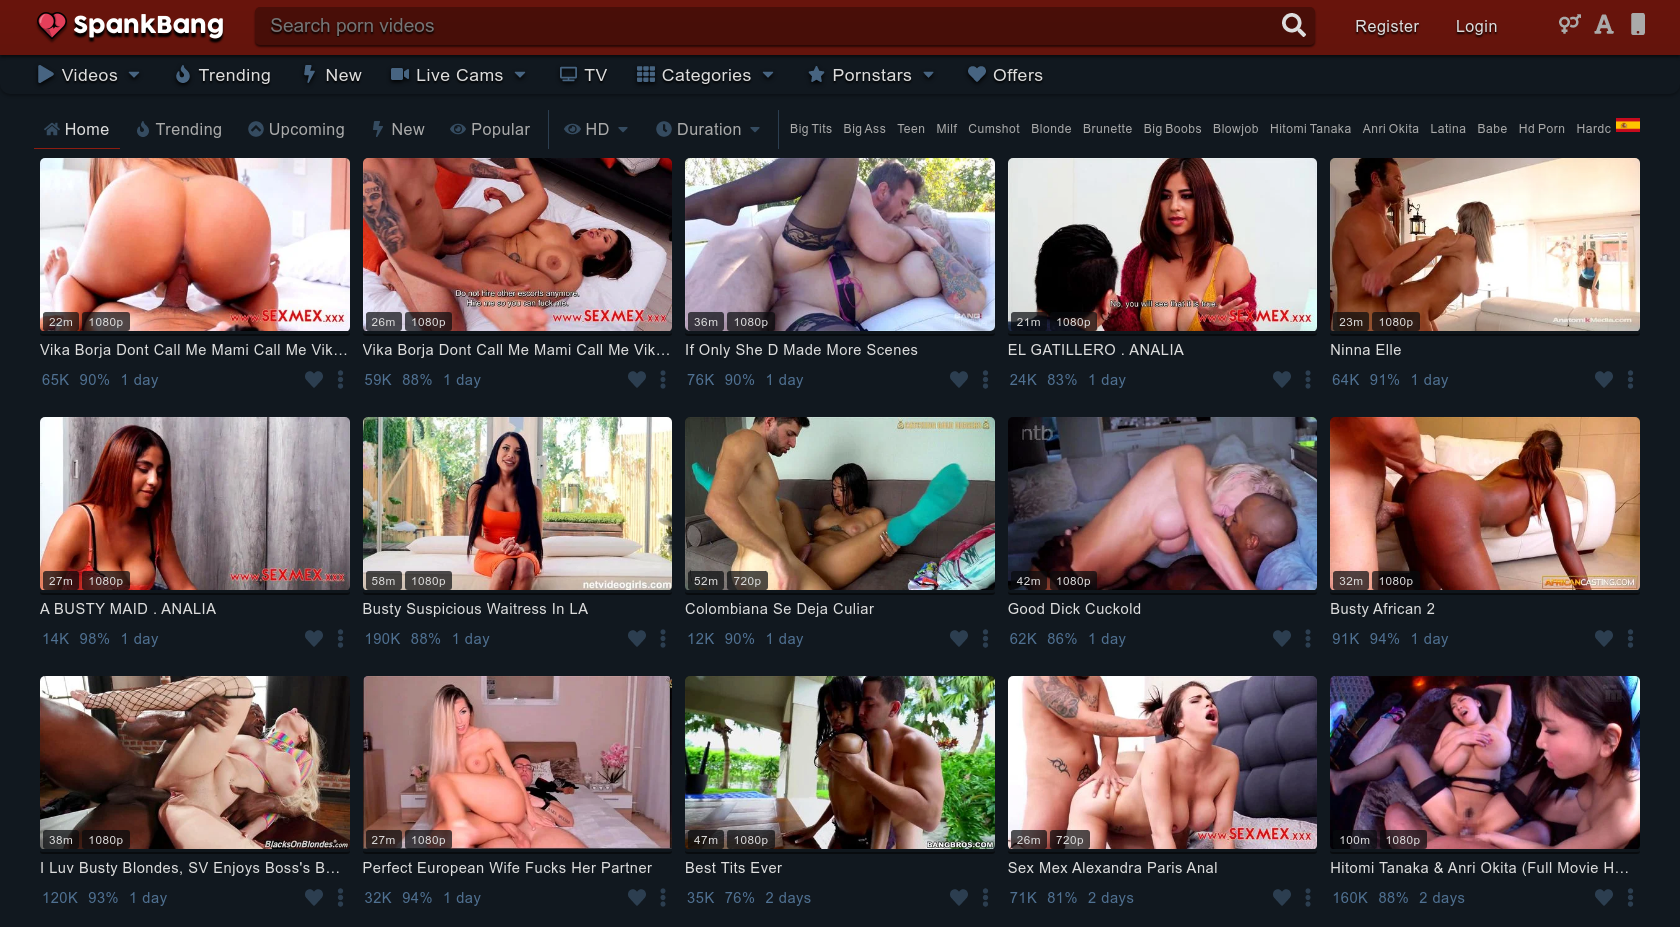 SpankBang
Search porn videos
Register
Login
Videos
Trending
New
Live Cams
TV
Categories
Pornstars
Offers
Home
Trending
Upcoming
New
Popular
HD
Duration
Big Tits
Big Ass
Teen
Milf
Cumshot
Blonde
Brunette
Big Boobs
Blowjob
Hitomi Tanaka
Anri Okita
Latina
Babe
Hd Porn
Hardc
www.SEXMEX.xxx
22m 1080p
Do not hire other escorts anymore.
Hire me so you can fuck me.
www.SEXMEX.xxx
26m 1080p
BANG!
36m 1080p
No, you will see that it is free.
www.SEXMEX.xxx
21m 1080p
23m 1080p
Vika Borja Dont Call Me Mami Call Me Vik...
Vika Borja Dont Call Me Mami Call Me Vik...
If Only She D Made More Scenes
EL GATILLERO . ANALIA
Ninna Elle
65K 90% 1 day
59K 88% 1 day
76K 90% 1 day
24K 83% 1 day
64K 91% 1 day
www.SEXMEX.xxx
27m 1080p
netvideogirls.com
58m 1080p
52m 720p
ntb
42m 1080p
AFRICANCASTING.COM
32m 1080p
A BUSTY MAID . ANALIA
Busty Suspicious Waitress In LA
Colombiana Se Deja Culiar
Good Dick Cuckold
Busty African 2
14K 98% 1 day
190K 88% 1 day
12K 90% 1 day
62K 86% 1 day
91K 94% 1 day
BlacksOnBlondes.com
38m 1080p
27m 1080p
BANGBROS.COM
47m 1080p
www.SEXMEX.xxx
26m 720p
100m 1080p
I Luv Busty Blondes, SV Enjoys Boss's B...
Perfect European Wife Fucks Her Partner
Best Tits Ever
Sex Mex Alexandra Paris Anal
Hitomi Tanaka & Anri Okita (Full Movie H...
120K 93% 1 day
32K 94% 1 day
35K 76% 2 days
71K 81% 2 days
160K 88% 2 days